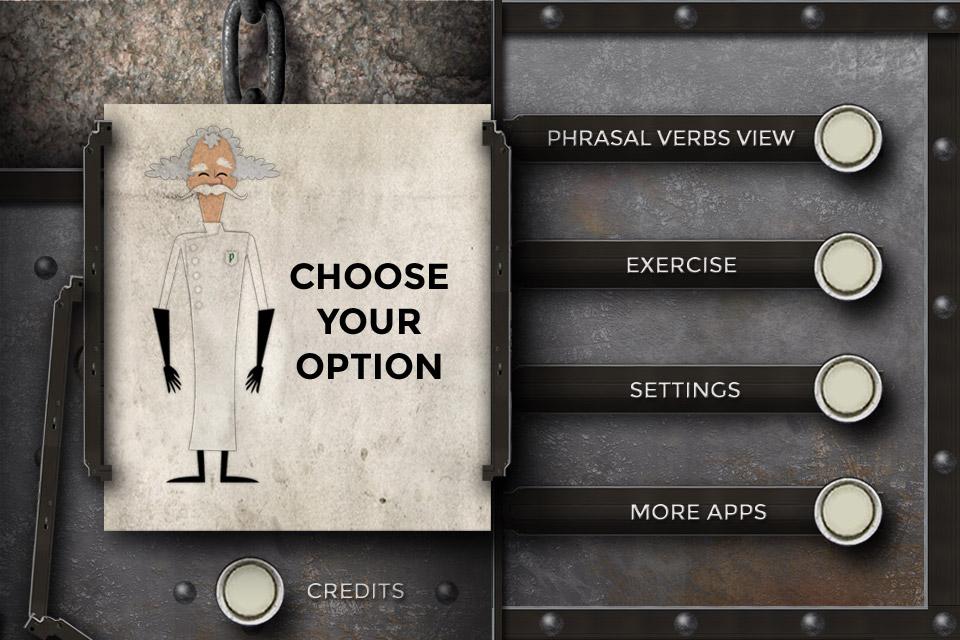 CHOOSE
YOUR
OPTION
PHRASAL VERBS VIEW
EXERCISE
SETTINGS
MORE APPS
CREDITS